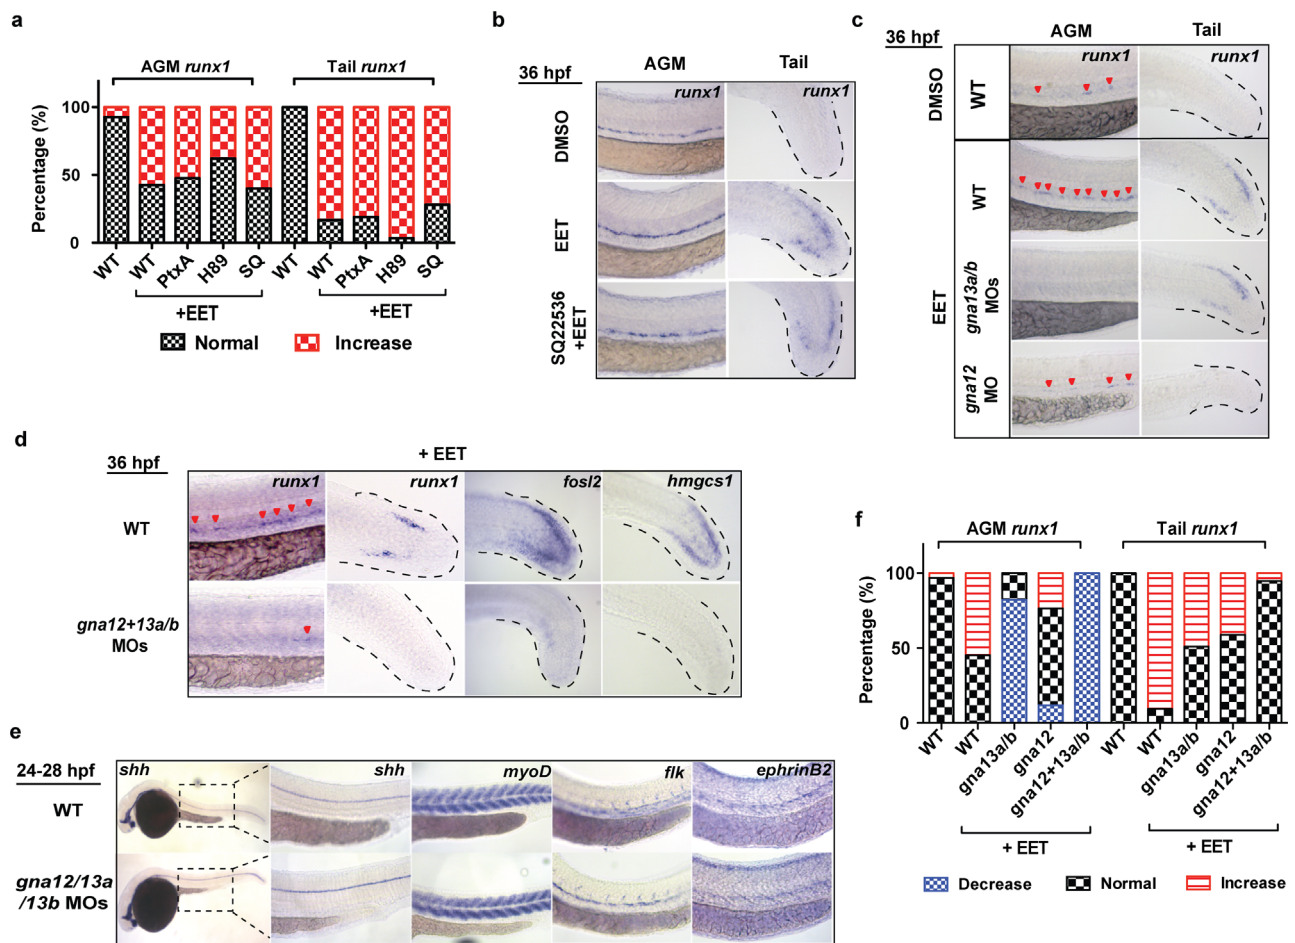 a
AGM runx1
Tail runx1
Percentage (%)
100
50
0
WT
WT
PtxA
H89
SQ
WT
WT
PtxA
H89
SQ
+EET
+EET
Normal
Increase
b
36 hpf
AGM
Tail
runx1
runx1
DMSO
EET
SQ22536
+EET
c
36 hpf
AGM
Tail
runx1
runx1
DMSO
WT
EET
WT
gna13a/b
MOs
gna12
MO
d
36 hpf
+ EET
runx1
runx1
fosl2
hmgcs1
WT
gna12+13a/b
MOs
e
24-28 hpf
shh
shh
myoD
flk
ephrinB2
WT
gna12/13a
/13b MOs
f
AGM runx1
Tail runx1
Percentage (%)
100
50
0
WT
WT
gna13a/b
gna12
gna12+13a/b
WT
WT
gna13a/b
gna12
gna12+13a/b
+ EET
+ EET
Decrease
Normal
Increase